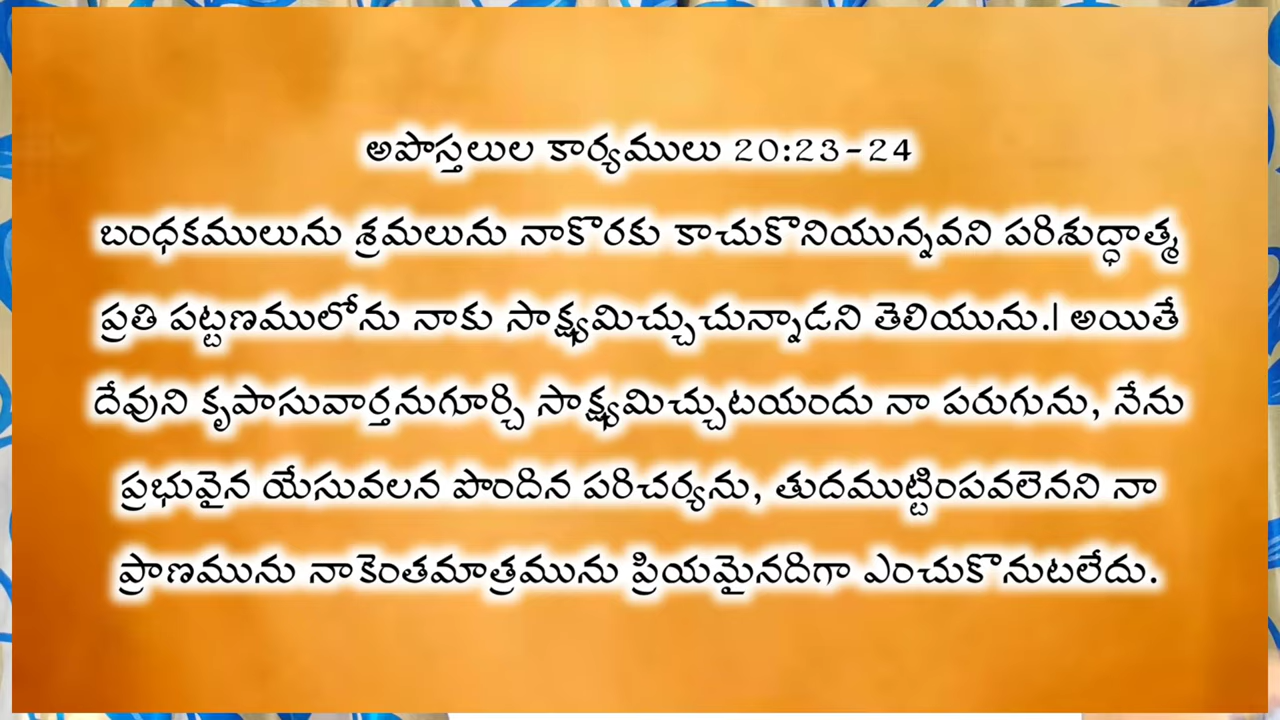 అపొస్తలుల కార్యములు 20:23-24
బంధకములును శ్రమలును నాకొరకు కాచుకొనియున్నవని పరిశుద్ధాత్మ
ప్రతి పట్టణములోను నాకు సాక్ష్యమిచ్చుచున్నాడని తెలియును.| అయితే
దేవుని కృపాసువార్తనుగూర్చి సాక్ష్యమిచ్చుటయందు నా పరుగును, నేను
ప్రభువైన యేసువలన పొందిన పరిచర్యను, తుదముట్టింపవలెనని నా
ప్రాణమును నాకెంతమాత్రమును ప్రియమైనదిగా ఎంచుకొనుటలేదు.